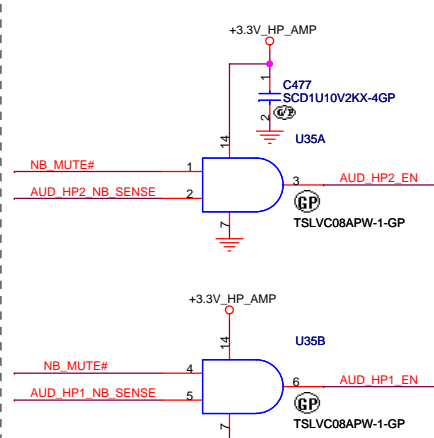 +3.3V_HP_AMP
1
C477
SCD1U10V2KX-4GP
2
G/P
14
U35A
NB_MUTE#
1
3
AUD_HP2_EN
AUD_HP2_NB_SENSE
2
GP
7
TSLVC08APW-1-GP
+3.3V_HP_AMP
14
U35B
NB_MUTE#
4
6
AUD_HP1_EN
AUD_HP1_NB_SENSE
5
GP
7
TSLVC08APW-1-GP